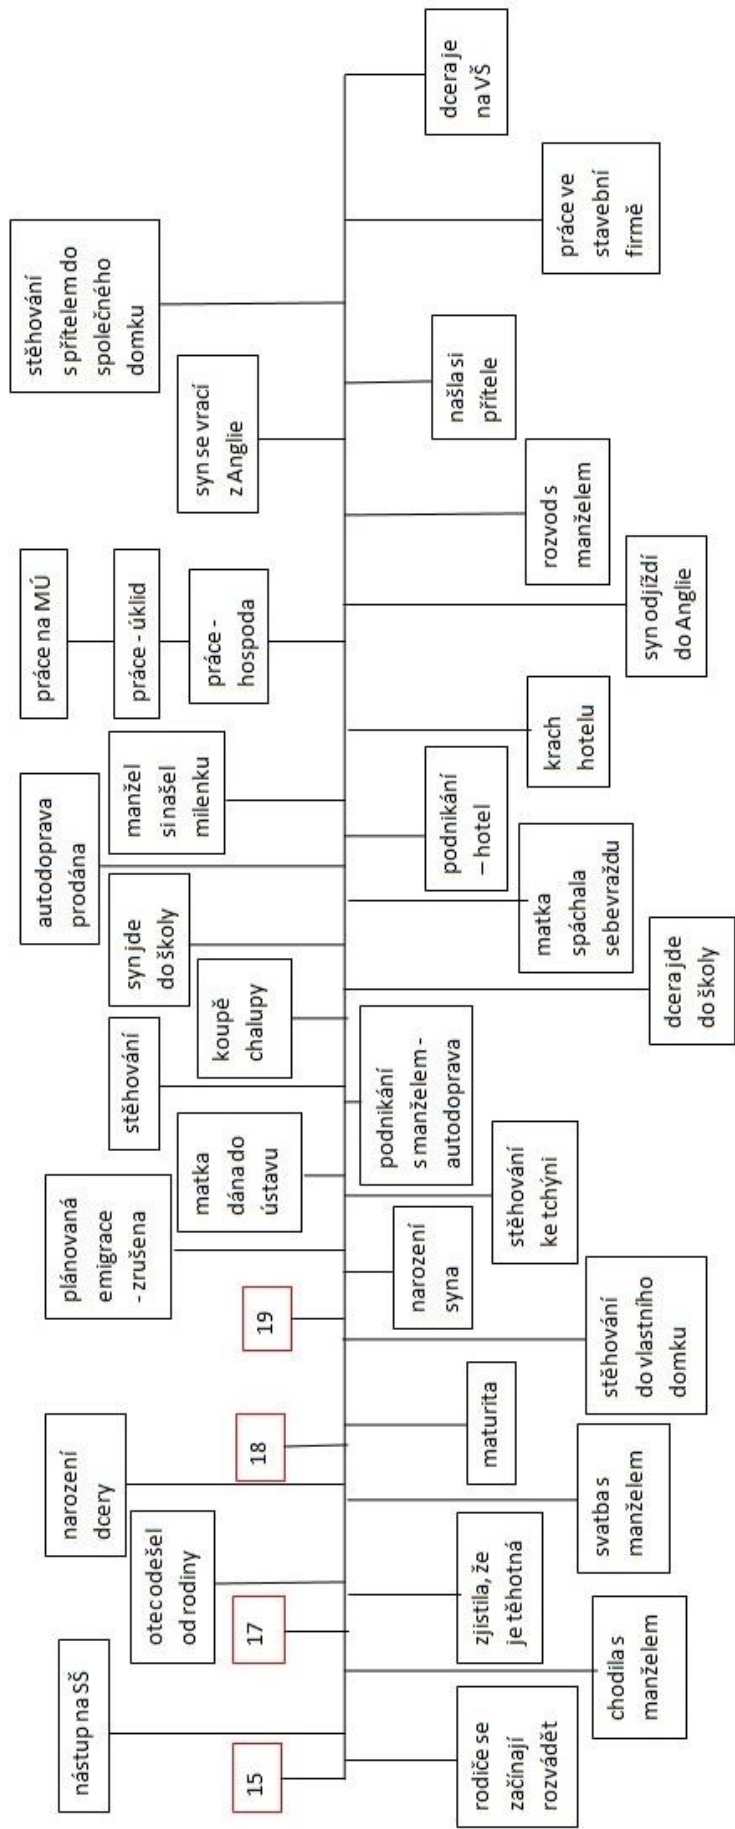 nástup na SŠ
15
rodiče se
začínají
rozvádět
chodila s
manželem
17
otec odešel
od rodiny
zjistila, že
je těhotná
svatba s
manželem
narození
dcery
18
maturita
stěhování
do vlastního
domku
19
narození
syna
plánovaná
emigrace
- zrušena
stěhování
ke tchýni
matka
dána do
ústavu
podnikání
s manželem -
autodoprava
stěhování
koupě
chalupy
dcera jde
do školy
syn jde
do školy
matka
spáchala
sebevraždu
autodoprava
prodána
podnikání
– hotel
manžel
si našel
milenku
krach
hotelu
práce na MÚ
práce - úklid
práce -
hospoda
syn odjíždí
do Anglie
rozvod s
manželem
syn se vrací
z Anglie
našla si
přítele
stěhování
s přítelem do
společného
domku
práce ve
stavební
firmě
dcera je
na VŠ